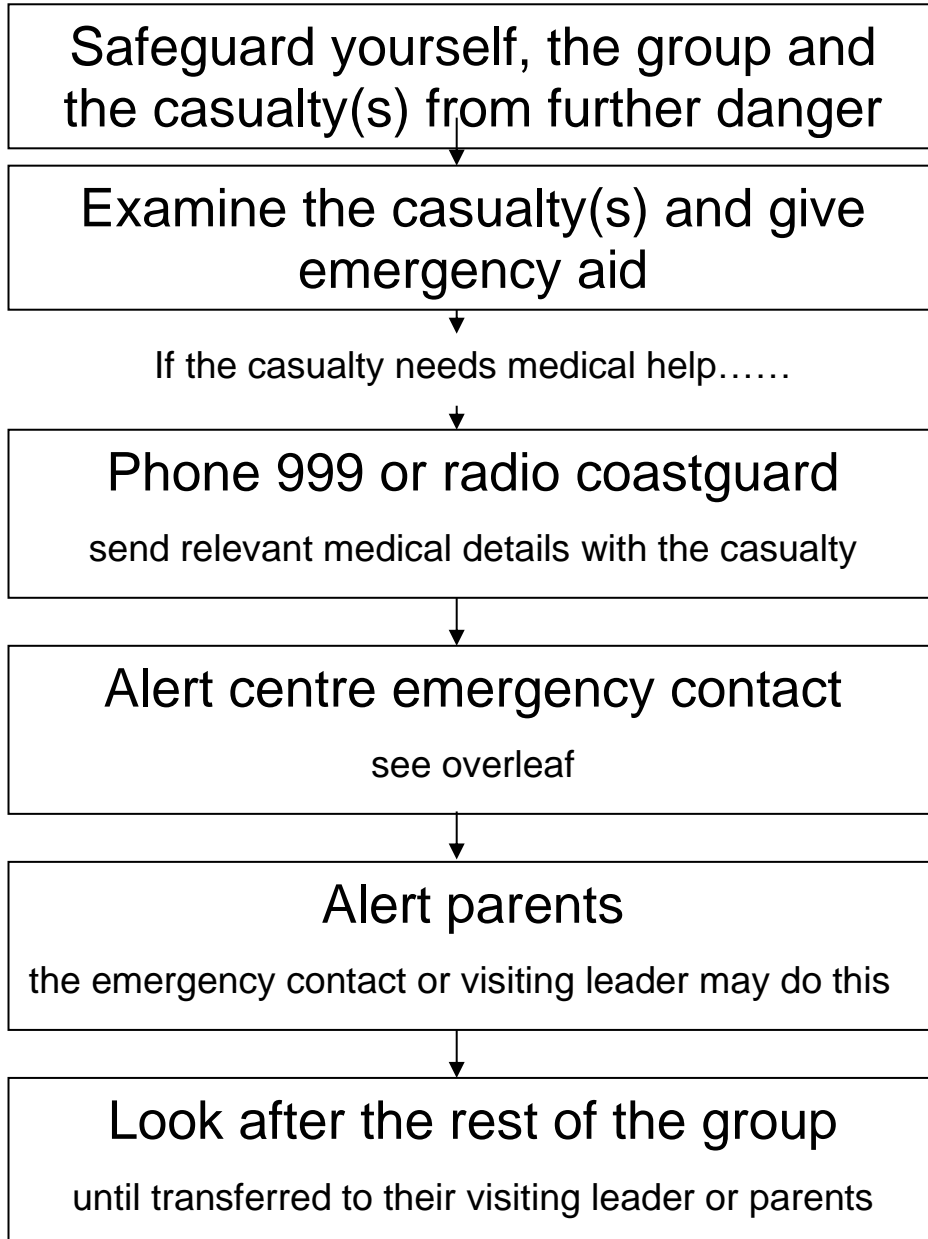 Safeguard yourself, the group and
the casualty(s) from further danger
Examine the casualty(s) and give
emergency aid
If the casualty needs medical help……
Phone 999 or radio coastguard
send relevant medical details with the casualty
Alert centre emergency contact
see overleaf
Alert parents
the emergency contact or visiting leader may do this
Look after the rest of the group
until transferred to their visiting leader or parents